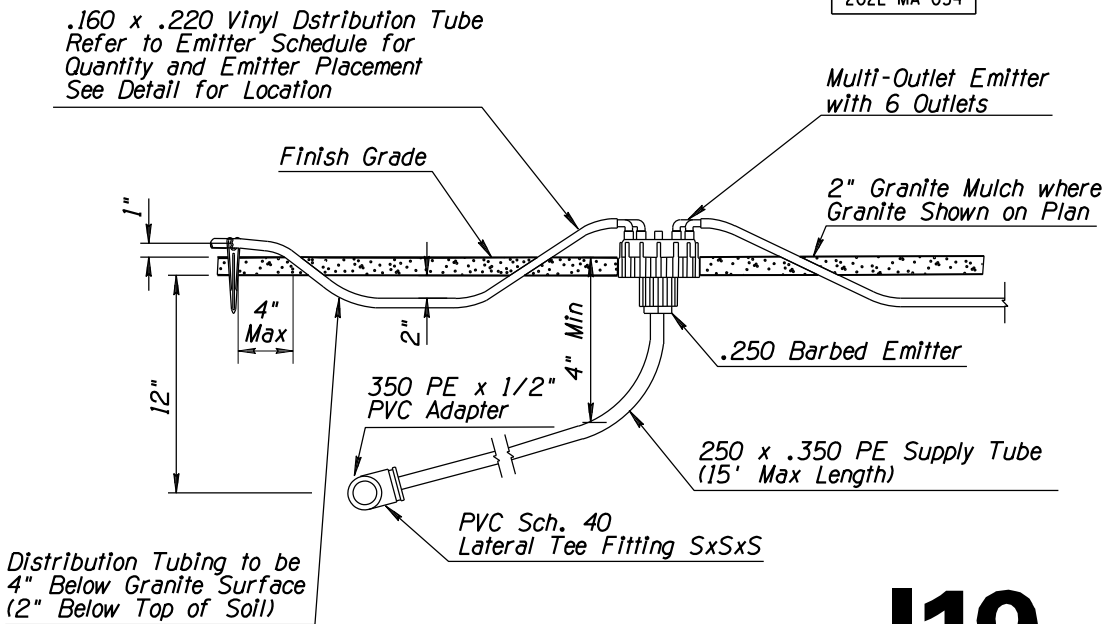 202L MA 054
.160 x .220 Vinyl Dstribution Tube
Refer to Emitter Schedule for
Quantity and Emitter Placement
See Detail for Location
Multi-Outlet Emitter
with 6 Outlets
Finish Grade
2" Granite Mulch where
Granite Shown on Plan
1"
4"
Max
2"
4" Min
12"
.250 Barbed Emitter
350 PE x 1/2"
PVC Adapter
250 x .350 PE Supply Tube
(15' Max Length)
PVC Sch. 40
Lateral Tee Fitting SxSxS
Distribution Tubing to be
4" Below Granite Surface
(2" Below Top of Soil)